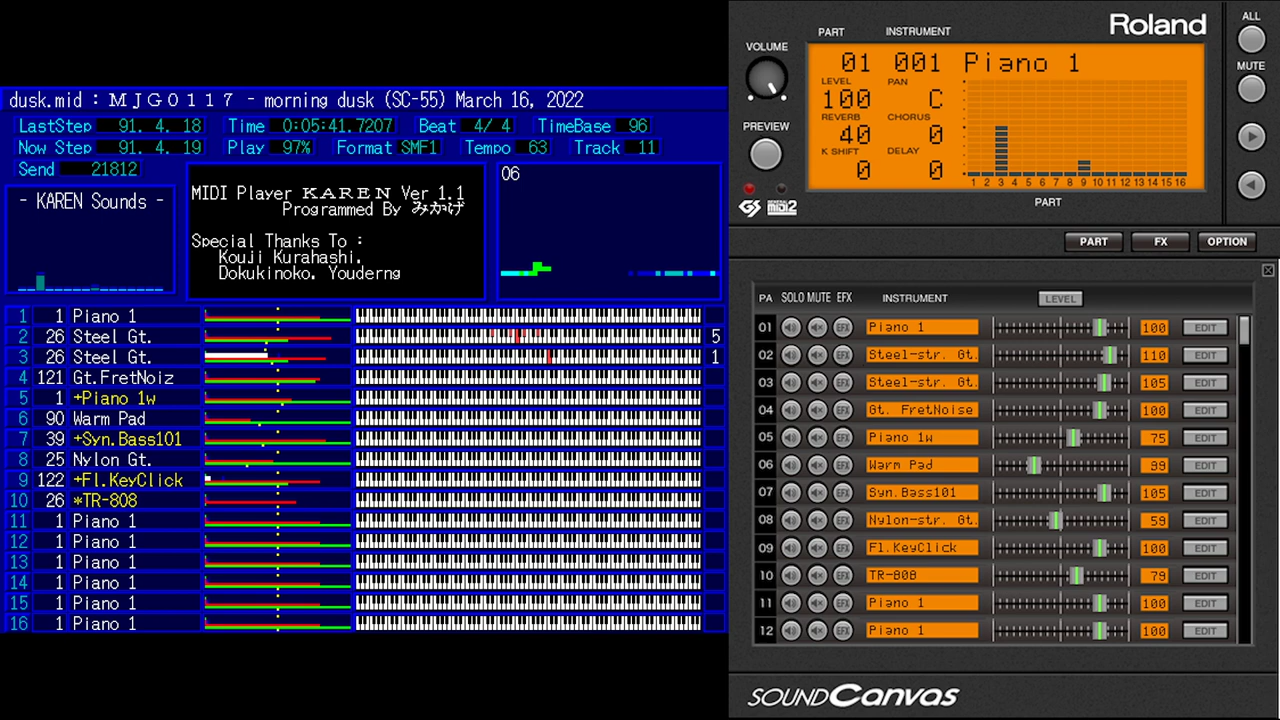 dusk.mid : MJG0117 - morning dusk (SC-55) March 16, 2022
LastStep 91. 4. 18 Time 0:05:41.7207 Beat 4/ 4 TimeBase 96
Now Step 91. 4. 19 Play 97% Format SMF1 Tempo 63 Track 11
Send 21812
- KAREN Sounds -
MIDI Player KAREN Ver 1.1
Programmed By みかげ
Special Thanks To :
Kouji Kurahashi.
Dokukinoko. Youderng
06
1 1 Piano 1
2 26 Steel Gt. 5
3 26 Steel Gt. 1
4 121 Gt.FretNoiz
5 1 +Piano 1w
6 90 Warm Pad
7 39 +Syn.Bass101
8 25 Nylon Gt.
9 122 +Fl.KeyClick
10 26 *TR-808
11 1 Piano 1
12 1 Piano 1
13 1 Piano 1
14 1 Piano 1
15 1 Piano 1
16 1 Piano 1
Roland
ALL
MUTE
VOLUME
PREVIEW
GS GENERAL MIDI2
PART INSTRUMENT
01 001 Piano 1
LEVEL PAN
100 C
REVERB CHORUS
40 0
K SHIFT DELAY
0 0
1 2 3 4 5 6 7 8 9 10 11 12 13 14 15 16
PART
PART FX OPTION
PA SOLO MUTE EFX INSTRUMENT LEVEL
01 EFX Piano 1 100 EDIT
02 EFX Steel-str. Gt. 110 EDIT
03 EFX Steel-str. Gt. 105 EDIT
04 EFX Gt. FretNoise 100 EDIT
05 EFX Piano 1w 75 EDIT
06 EFX Warm Pad 99 EDIT
07 EFX Syn.Bass101 105 EDIT
08 EFX Nylon-str. Gt. 59 EDIT
09 EFX Fl.KeyClick 100 EDIT
10 EFX TR-808 79 EDIT
11 EFX Piano 1 100 EDIT
12 EFX Piano 1 100 EDIT
SOUND Canvas